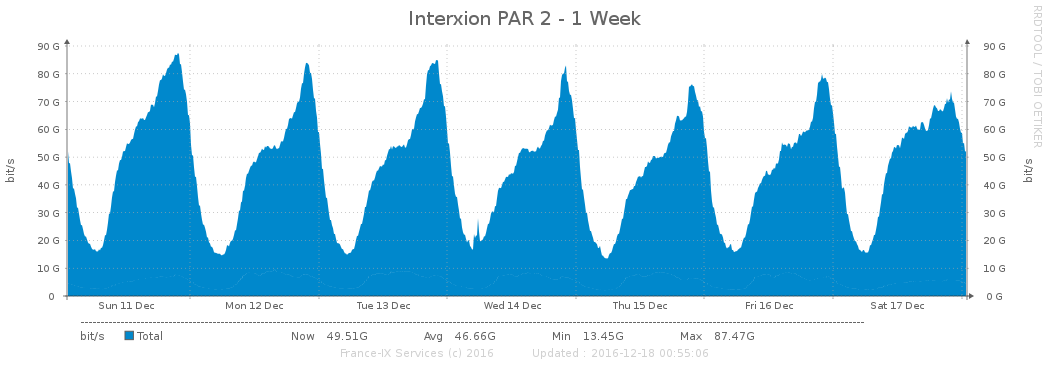 Interxion PAR 2 - 1 Week
RRDTOOL / TOBI OETIKER
90 G 90 G
80 G 80 G
70 G 70 G
60 G 60 G
50 G 50 G
40 G 40 G
30 G 30 G
20 G 20 G
10 G 10 G
0 0 G
bit/s
bit/s
Sun 11 Dec Mon 12 Dec Tue 13 Dec Wed 14 Dec Thu 15 Dec Fri 16 Dec Sat 17 Dec
bit/s Total Now 49.51G Avg 46.66G Min 13.45G Max 87.47G
France-IX Services (c) 2016 Updated : 2016-12-18 00:55:06